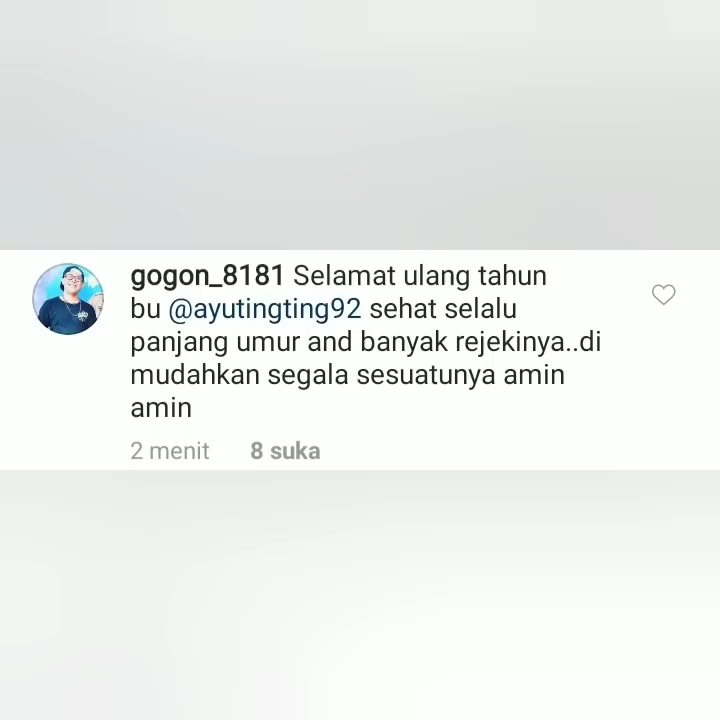 gogon_8181 Selamat ulang tahun
bu @ayutingting92 sehat selalu
panjang umur and banyak rejekinya..di
mudahkan segala sesuatunya amin
amin
2 menit 8 suka